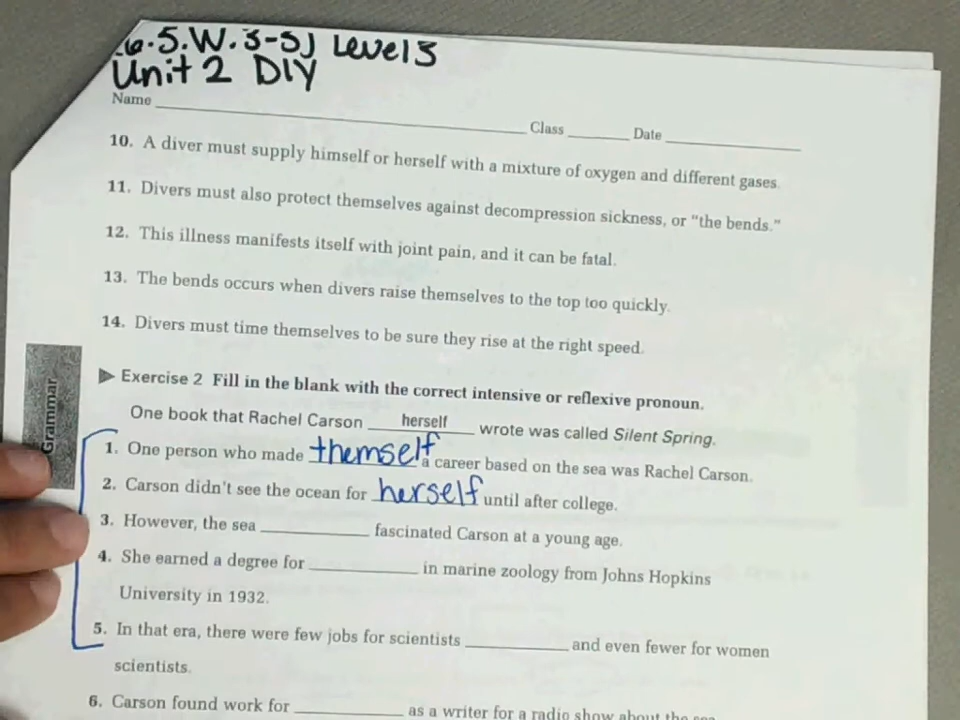 .6.5.W.3-5J Level 3
Unit 2 DIY
Name Class Date
10. A diver must supply himself or herself with a mixture of oxygen and different gases.
11. Divers must also protect themselves against decompression sickness, or “the bends.”
12. This illness manifests itself with joint pain, and it can be fatal.
13. The bends occurs when divers raise themselves to the top too quickly.
14. Divers must time themselves to be sure they rise at the right speed.
Grammar
Exercise 2 Fill in the blank with the correct intensive or reflexive pronoun.
One book that Rachel Carson herself wrote was called Silent Spring.
1. One person who made themself a career based on the sea was Rachel Carson.
2. Carson didn't see the ocean for herself until after college.
3. However, the sea fascinated Carson at a young age.
4. She earned a degree for in marine zoology from Johns Hopkins
University in 1932.
5. In that era, there were few jobs for scientists and even fewer for women
scientists.
6. Carson found work for as a writer for a radio show about the sea